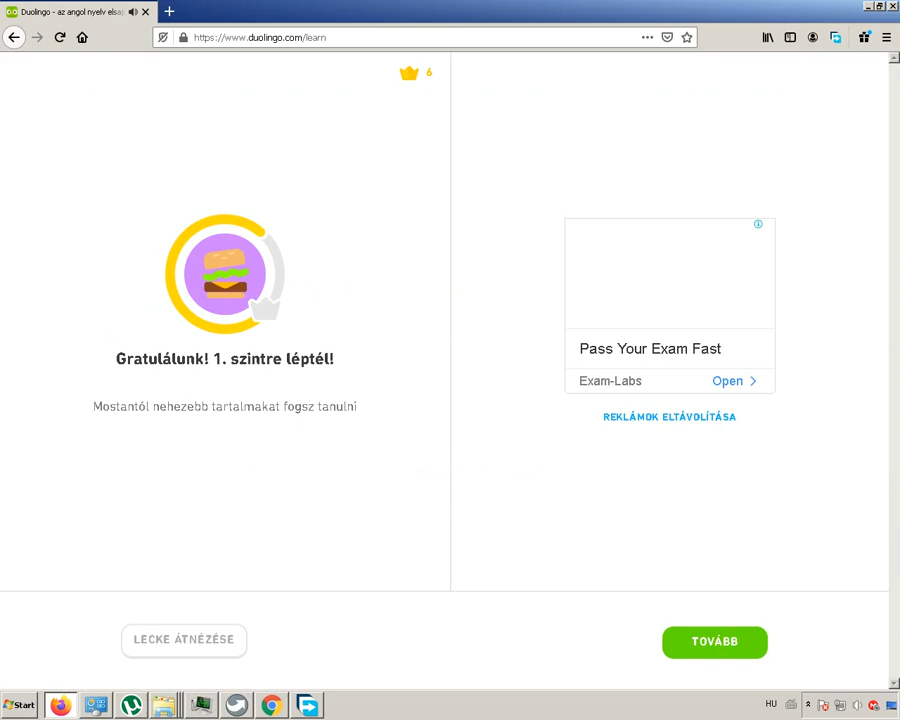 Duolingo - az angol nyelv elsaj
https://www.duolingo.com/learn
6
Gratulálunk! 1. szintre léptél!
Mostantól nehezebb tartalmakat fogsz tanulni
Pass Your Exam Fast
Exam-Labs
Open
REKLÁMOK ELTÁVOLÍTÁSA
LECKE ÁTNÉZÉSE
TOVÁBB
Start
HU